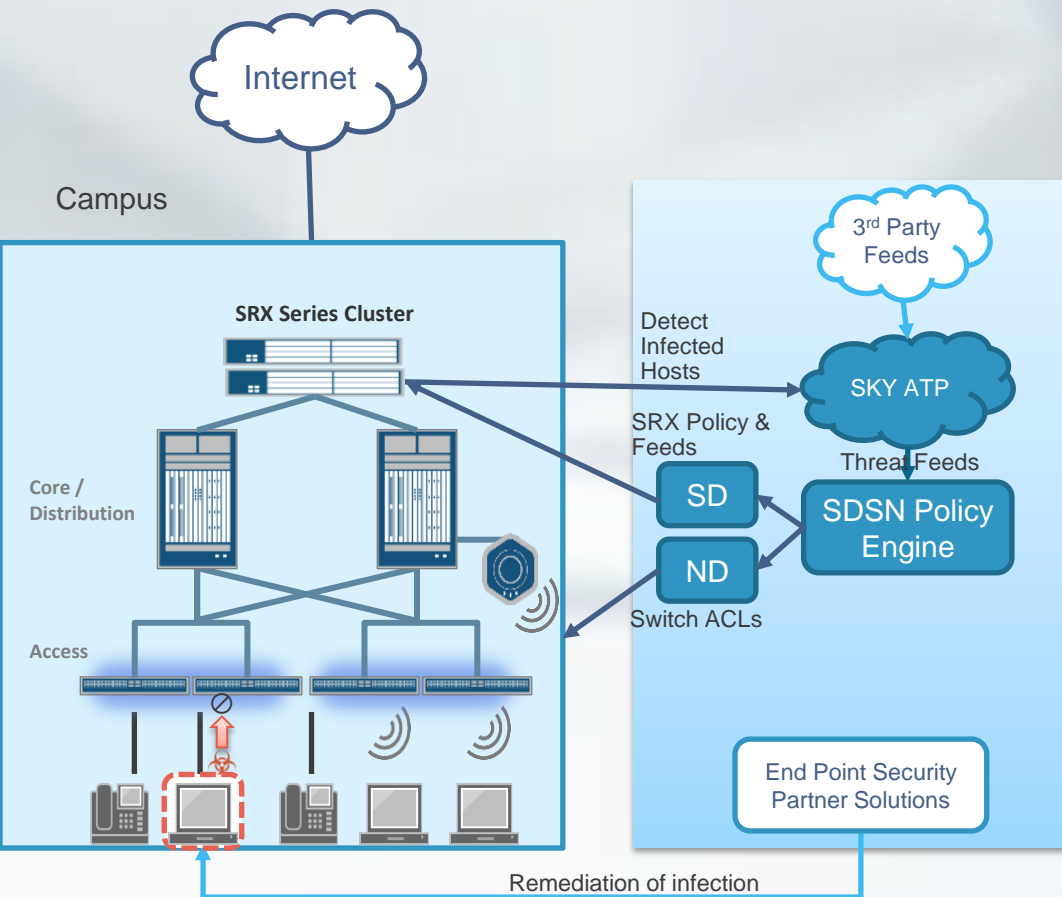 Internet
Campus
3rd Party
Feeds
SRX Series Cluster
Detect
Infected
Hosts
SKY ATP
SRX Policy &
Feeds
Threat Feeds
Core /
Distribution
SD
SDSN Policy
Engine
ND
Switch ACLs
Access
End Point Security
Partner Solutions
Remediation of infection